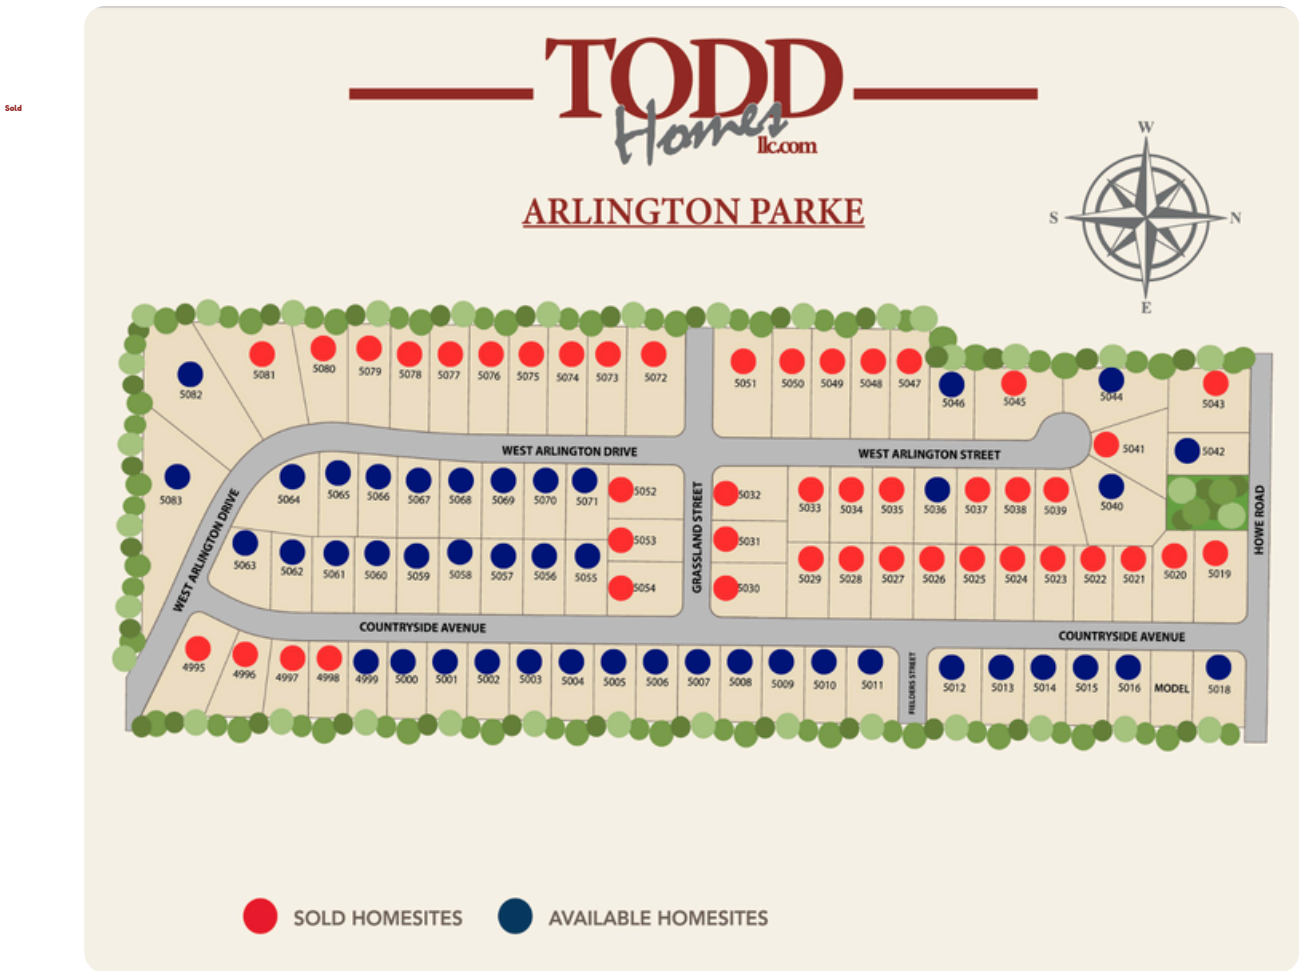 Sold
TODD
Homes
llc.com
ARLINGTON PARKE
W
S N
E
5082 5081 5080 5079 5078 5077 5076 5075 5074 5073 5072 5051 5050 5049 5048 5047 5046 5045 5044 5043
WEST ARLINGTON DRIVE
WEST ARLINGTON STREET
5041 5042
5083 5064 5065 5066 5067 5068 5069 5070 5071 5052 5032 5033 5034 5035 5036 5037 5038 5039 5040
WEST ARLINGTON DRIVE
GRASSLAND STREET
HOWE ROAD
5053 5031
5063 5062 5061 5060 5059 5058 5057 5056 5055 5054 5030 5029 5028 5027 5026 5025 5024 5023 5022 5021 5020 5019
COUNTRYSIDE AVENUE
COUNTRYSIDE AVENUE
4995 4996 4997 4998 4999 5000 5001 5002 5003 5004 5005 5006 5007 5008 5009 5010 5011
FIELDERS STREET
5012 5013 5014 5015 5016 MODEL 5018
SOLD HOMESITES
AVAILABLE HOMESITES